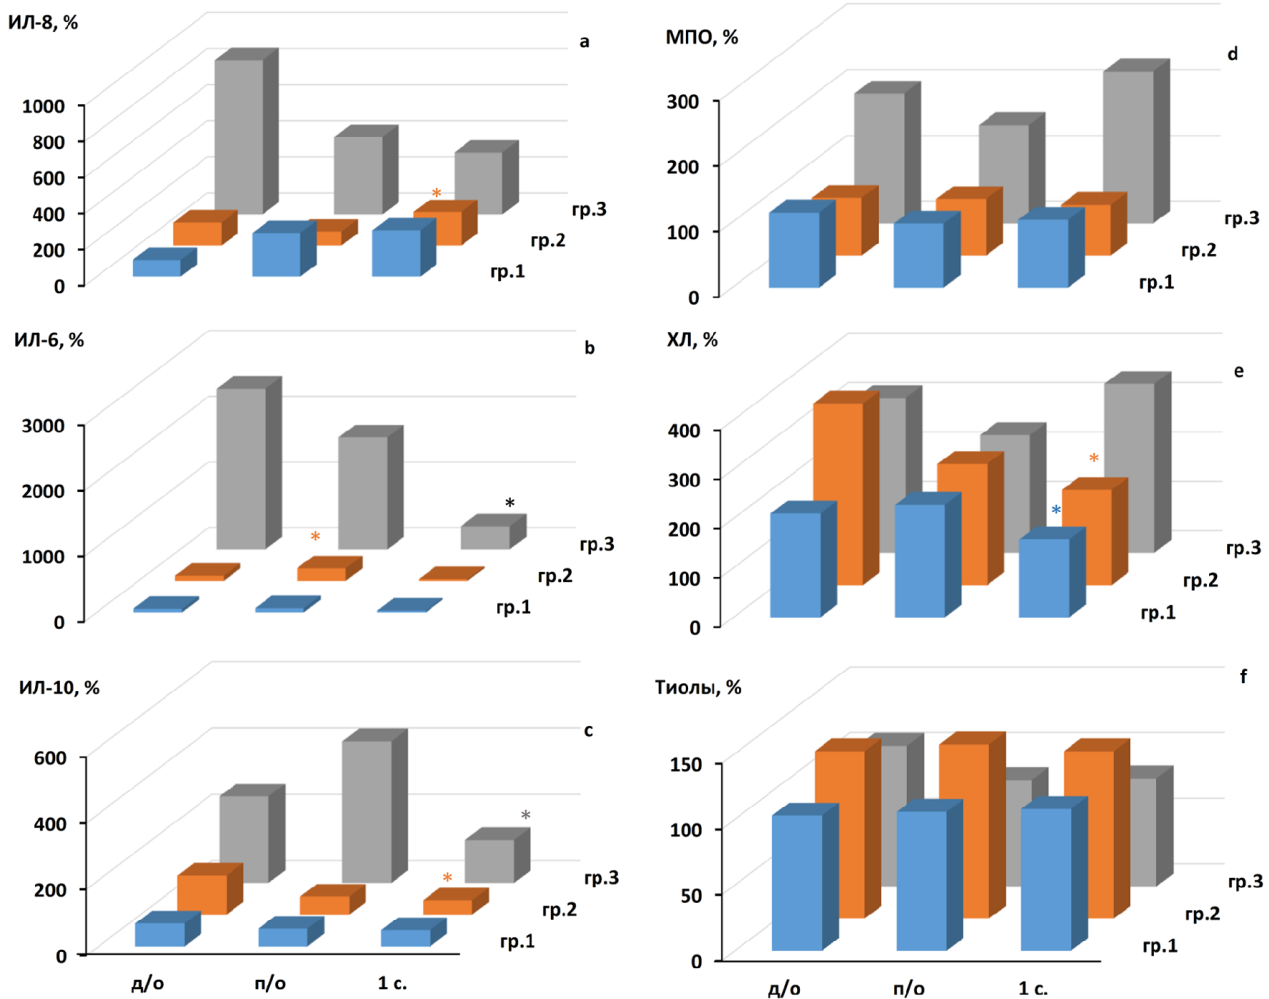 ИЛ-8, %
a
1000
800
600
400
200
0
*
гр.3
гр.2
гр.1
МПО, %
d
300
200
100
0
гр.3
гр.2
гр.1
ИЛ-6, %
b
3000
2000
1000
0
*
*
гр.3
гр.2
гр.1
ХЛ, %
e
400
300
200
100
0
*
*
гр.3
гр.2
гр.1
ИЛ-10, %
c
600
400
200
0
*
*
гр.3
гр.2
гр.1
д/о п/о 1 с.
Тиолы, %
f
150
100
50
0
гр.3
гр.2
гр.1
д/о п/о 1 с.